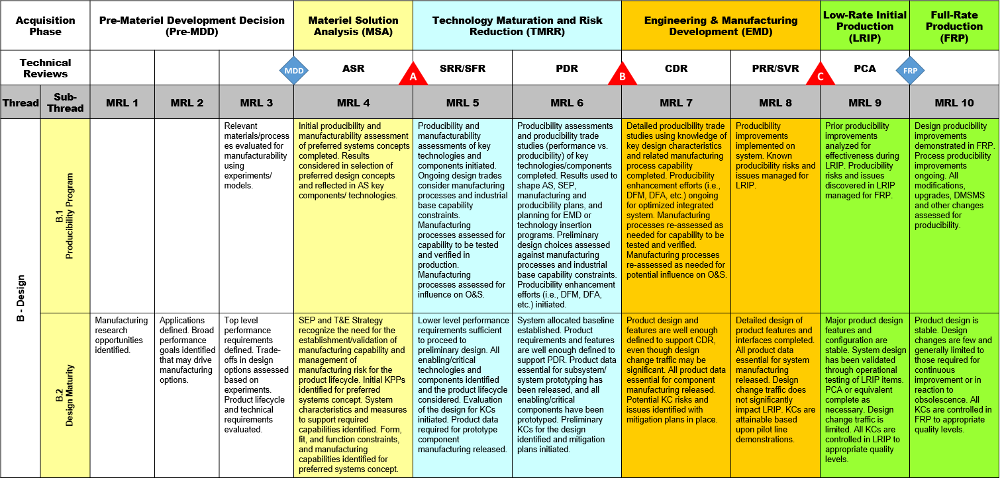 Acquisition
Phase
Pre-Materiel Development Decision
(Pre-MDD)
Materiel Solution
Analysis (MSA)
Technology Maturation and Risk
Reduction (TMRR)
Engineering & Manufacturing
Development (EMD)
Low-Rate Initial
Production
(LRIP)
Full-Rate
Production
(FRP)
Technical
Reviews
MDD
ASR
A
SRR/SFR
PDR
B
CDR
PRR/SVR
C
PCA
FRP
Thread
Sub-
Thread
MRL 1
MRL 2
MRL 3
MRL 4
MRL 5
MRL 6
MRL 7
MRL 8
MRL 9
MRL 10
B - Design
B.1
Producibility Program
Relevant
materials/process
es evaluated for
manufacturability
using
experiments/
models.
Initial producibility and
manufacturability assessment
of preferred systems concepts
completed. Results
considered in selection of
preferred design concepts
and reflected in AS key
components/ technologies.
Producibility and
manufacturability
assessments of key
technologies and
components initiated.
Ongoing design trades
consider manufacturing
processes and industrial
base capability
constraints.
Manufacturing
processes assessed for
capability to be tested
and verified in
production.
Manufacturing
processes assessed for
influence on O&S.
Producibility assessments
and producibility trade
studies (performance vs.
producibility) of key
technologies/components
completed. Results used to
shape AS, SEP,
manufacturing and
producibility plans, and
planning for EMD or
technology insertion
programs. Preliminary
design choices assessed
against manufacturing
processes and industrial
base capability constraints.
Producibility enhancement
efforts (i.e., DFM, DFA,
etc.) initiated.
Detailed producibility trade
studies using knowledge of
key design characteristics
and related manufacturing
process capability
completed. Producibility
enhancement efforts (i.e.,
DFM, DFA, etc.) ongoing
for optimized integrated
system. Manufacturing
processes re-assessed as
needed for capability to be
tested and verified.
Manufacturing processes
re-assessed as needed for
potential influence on O&S.
Producibility
improvements
implemented on
system. Known
producibility risks and
issues managed for
LRIP.
Prior producibility
improvements
analyzed for
effectiveness during
LRIP. Producibility
risks and issues
discovered in LRIP
managed for FRP.
Design producibility
improvements
demonstrated in FRP.
Process producibility
improvements
ongoing. All
modifications,
upgrades, DMSMS
and other changes
assessed for
producibility.
B.2
Design Maturity
Manufacturing
research
opportunities
identified.
Applications
defined. Broad
performance
goals identified
that may drive
manufacturing
options.
Top level
performance
requirements
defined. Trade-
offs in design
options assessed
based on
experiments.
Product lifecycle
and technical
requirements
evaluated.
SEP and T&E Strategy
recognize the need for the
establishment/validation of
manufacturing capability and
management of
manufacturing risk for the
product lifecycle. Initial KPPs
identified for preferred
systems concept. System
characteristics and measures
to support required
capabilities identified. Form,
fit, and function constraints,
and manufacturing
capabilities identified for
preferred systems concept.
Lower level performance
requirements sufficient
to proceed to
preliminary design. All
enabling/critical
technologies and
components identified
and the product lifecycle
considered. Evaluation
of the design for KCs
initiated. Product data
required for prototype
component
manufacturing released.
System allocated baseline
established. Product
requirements and features
are well enough defined to
support PDR. Product data
essential for subsystem/
system prototyping has
been released, and all
enabling/critical
components have been
prototyped. Preliminary
KCs for the design
identified and mitigation
plans initiated.
Product design and
features are well enough
defined to support CDR,
even though design
change traffic may be
significant. All product data
essential for component
manufacturing released.
Potential KC risks and
issues identified with
mitigation plans in place.
Detailed design of
product features and
interfaces completed.
All product data
essential for system
manufacturing
released. Design
change traffic does
not significantly
impact LRIP. KCs are
attainable based
upon pilot line
demonstrations.
Major product design
features and
configuration are
stable. System design
has been validated
through operational
testing of LRIP items.
PCA or equivalent
complete as
necessary. Design
change traffic is
limited. All KCs are
controlled in LRIP to
appropriate quality
levels.
Product design is
stable. Design
changes are few and
generally limited to
those required for
continuous
improvement or in
reaction to
obsolescence. All
KCs are controlled in
FRP to appropriate
quality levels.